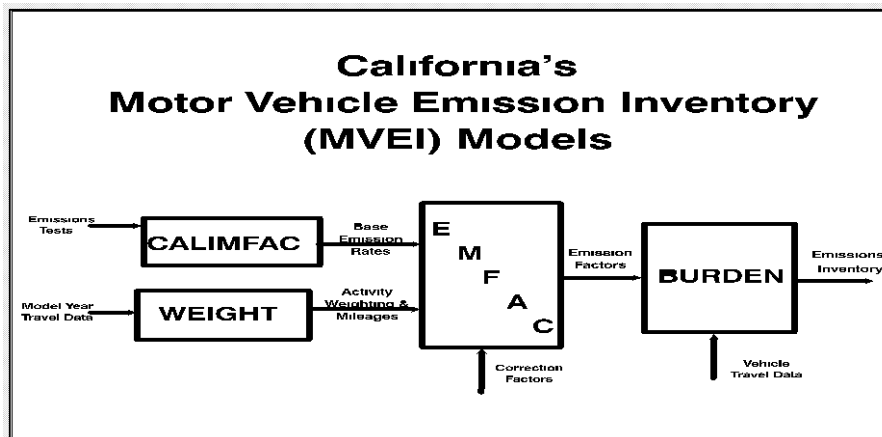 California's
Motor Vehicle Emission Inventory
(MVEI) Models
Emissions
Tests
CALIMFAC
Base
Emission
Rates
Model Year
Travel Data
WEIGHT
Activity
Weighting &
Mileages
E
M
F
A
C
Correction
Factors
Emission
Factors
BURDEN
Vehicle
Travel Data
Emissions
Inventory